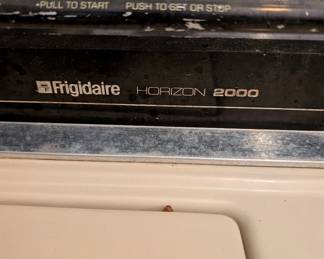 -PULL TO START PUSH TO SET OR STOP
Frigidaire HORIZON 2000